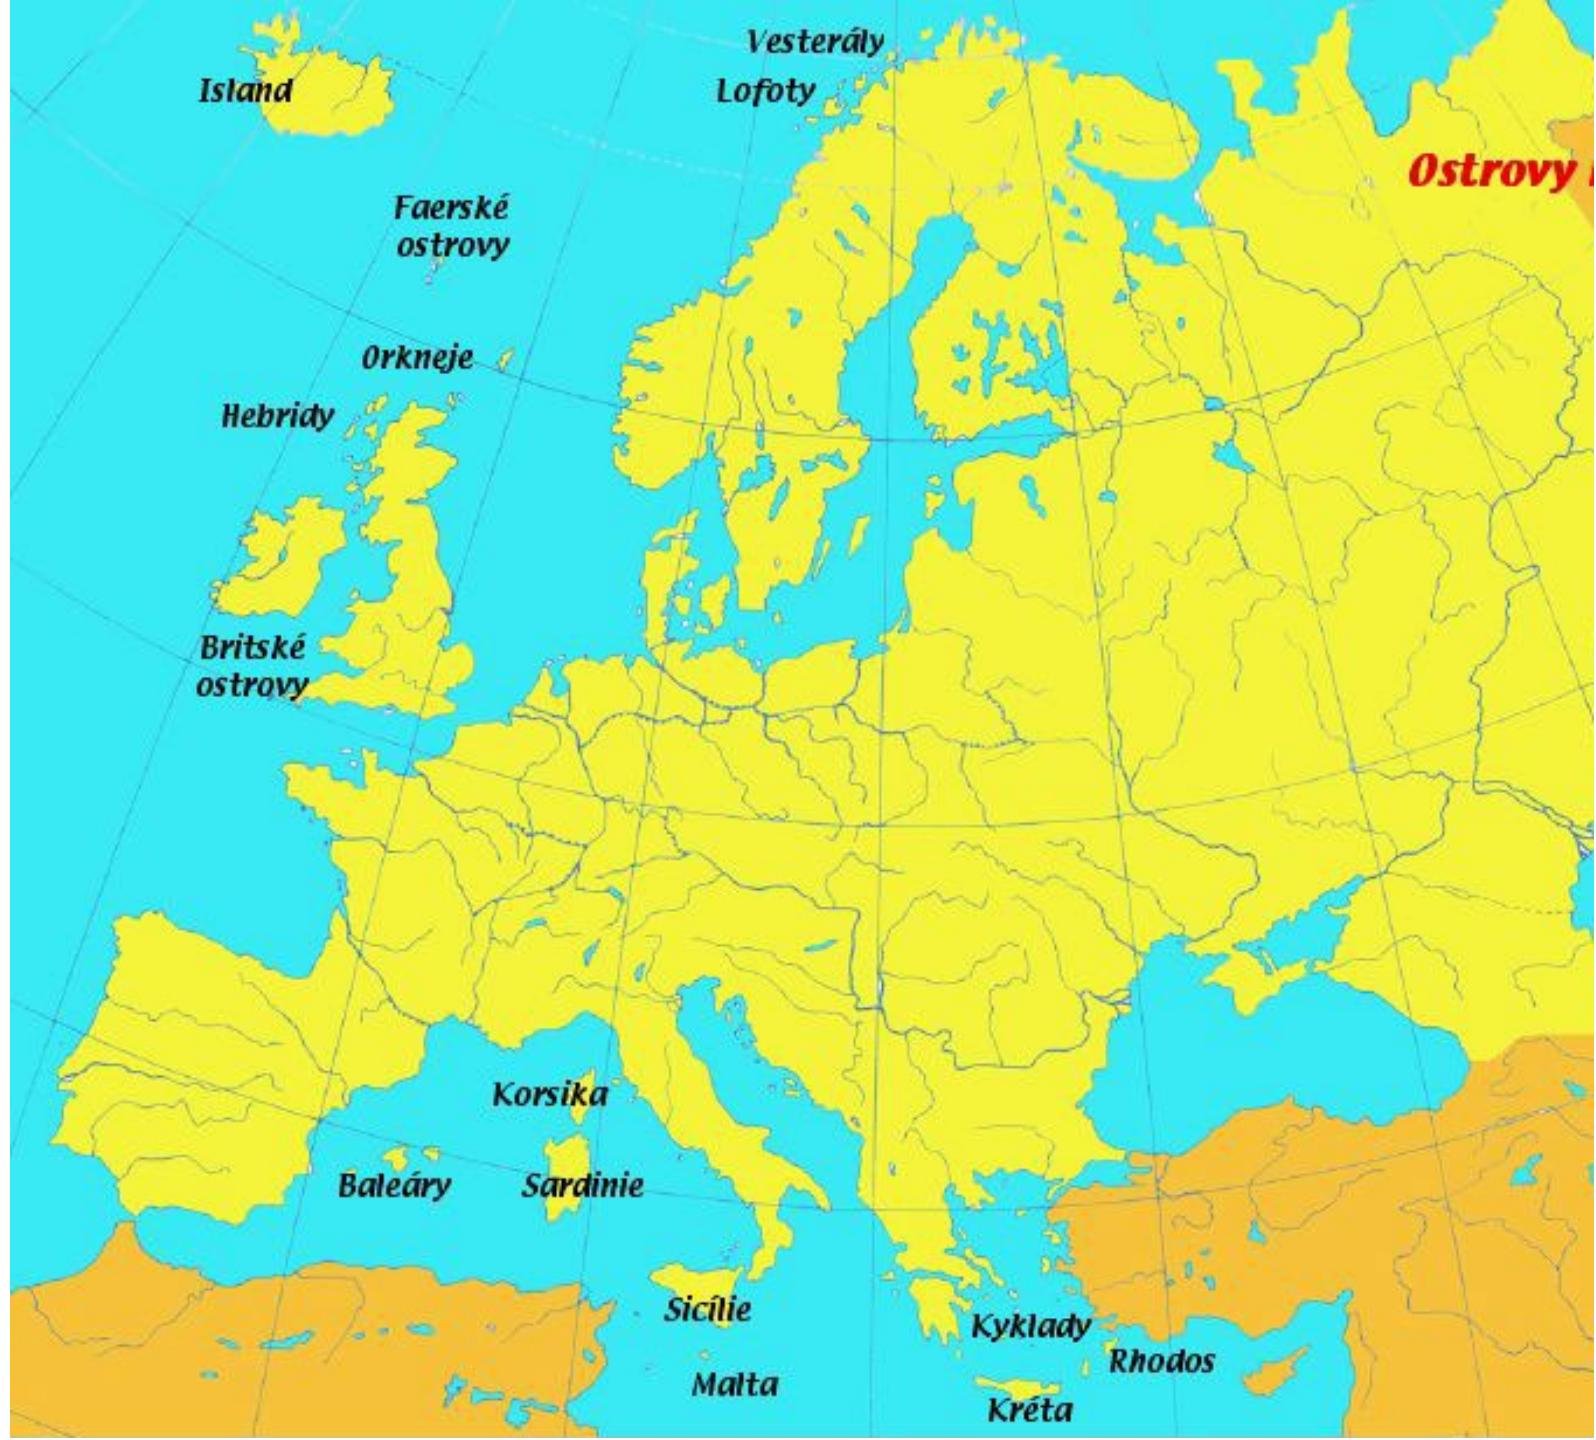 Vesterály
Island
Lofoty
Ostrovy
Faerské
ostrovy
Orkneje
Hebridy
Britské
ostrovy
Korsika
Baleáry
Sardinie
Sicílie
Kyklady
Rhodos
Malta
Kréta